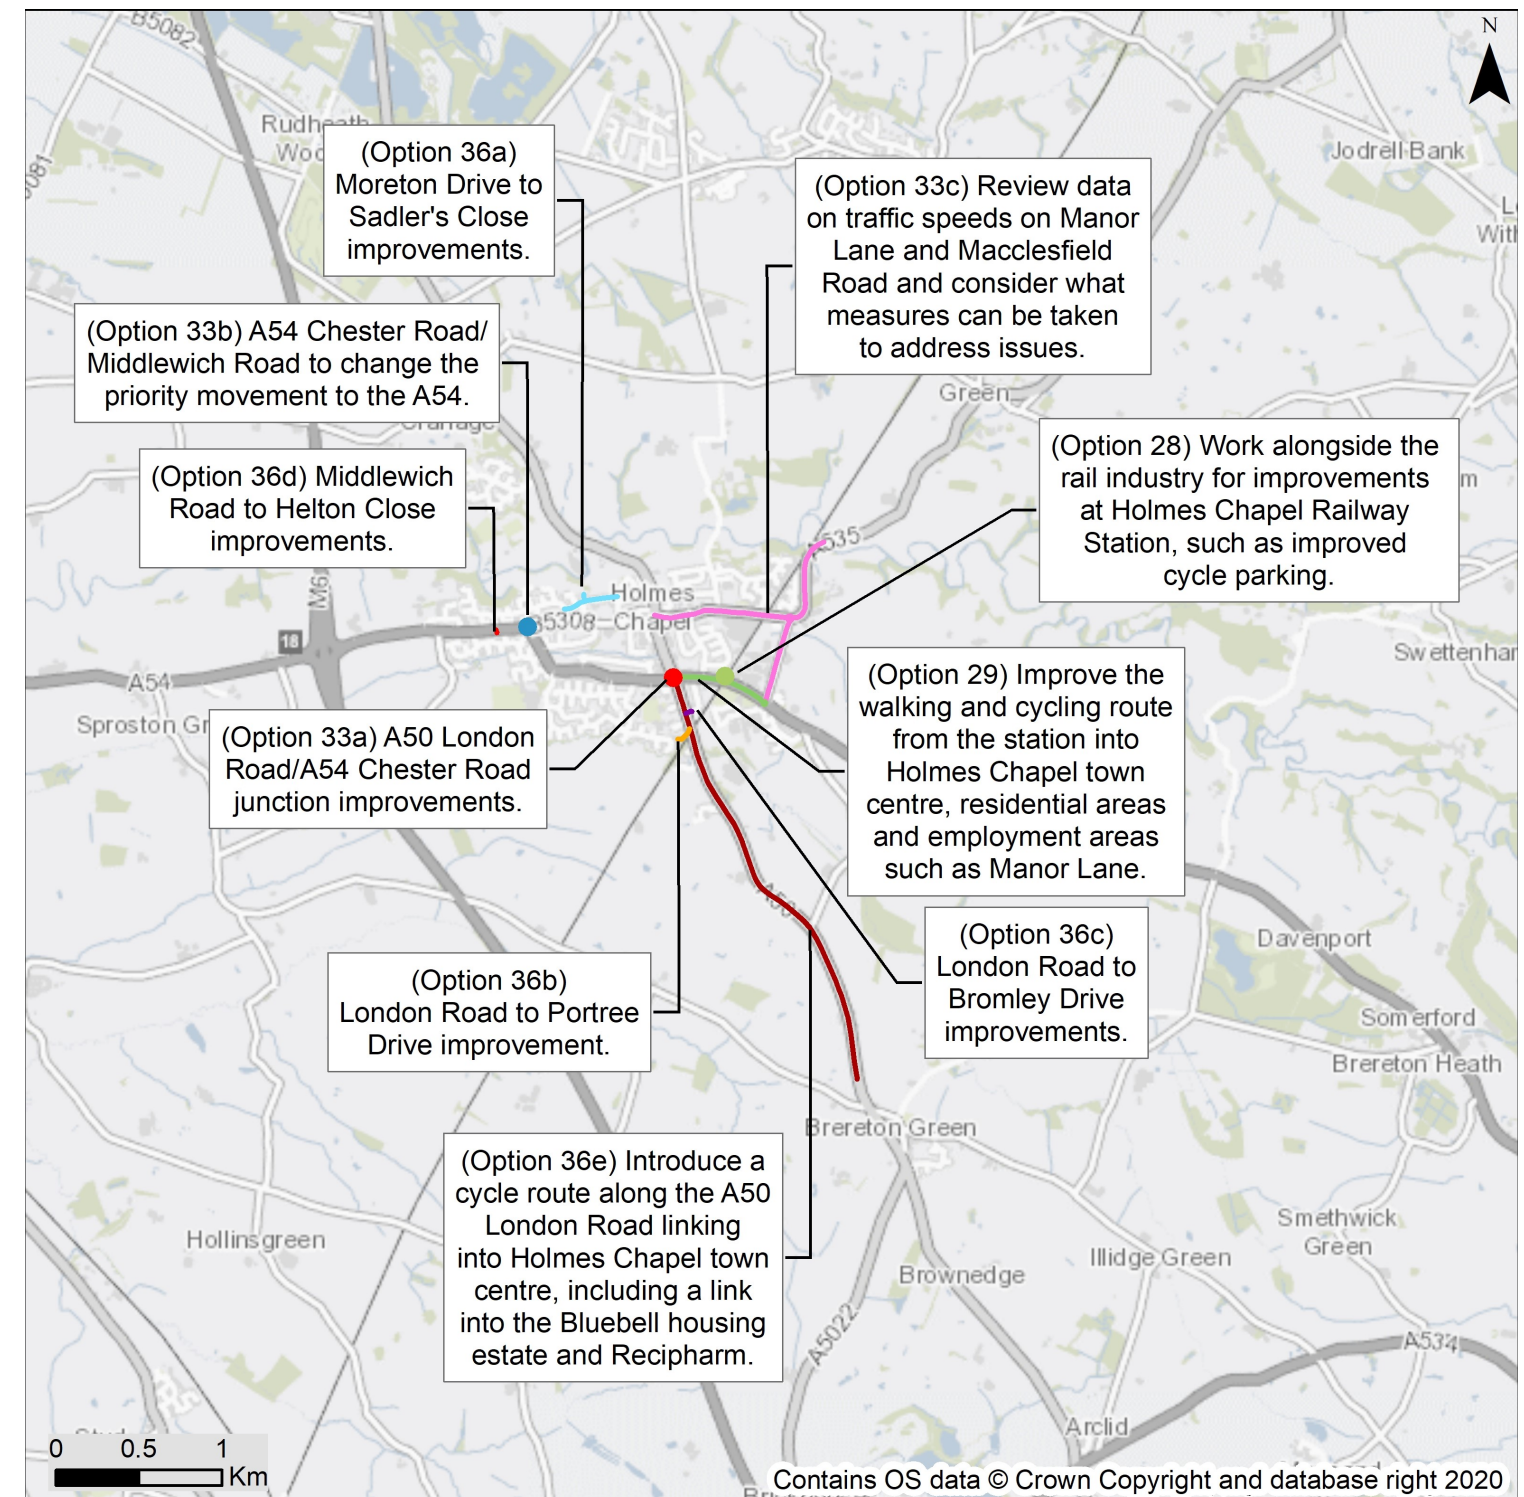 B5082
N
Rudheath
(Option 36a)
Moreton Drive to
Sadler's Close
improvements.
Jodrell Bank
(Option 33c) Review data
on traffic speeds on Manor
Lane and Macclesfield
Road and consider what
measures can be taken
to address issues.
(Option 33b) A54 Chester Road/
Middlewich Road to change the
priority movement to the A54.
Green
(Option 28) Work alongside the
rail industry for improvements
at Holmes Chapel Railway
Station, such as improved
cycle parking.
(Option 36d) Middlewich
Road to Helton Close
improvements.
A535
M6
Holmes
Chapel
B5308
18
A54
Sproston Gr
Swettenhar
(Option 29) Improve the
walking and cycling route
from the station into
Holmes Chapel town
centre, residential areas
and employment areas
such as Manor Lane.
(Option 33a) A50 London
Road/A54 Chester Road
junction improvements.
A50
(Option 36c)
London Road to
Bromley Drive
improvements.
Davenport
(Option 36b)
London Road to Portree
Drive improvement.
Somerford
Brereton Heath
Brereton Green
(Option 36e) Introduce a
cycle route along the A50
London Road linking
into Holmes Chapel town
centre, including a link
into the Bluebell housing
estate and Recipharm.
Hollinsgreen
Smethwick
Green
Illidge Green
Brownedge
A5022
A534
Arclid
0 0.5 1
Km
Contains OS data © Crown Copyright and database right 2020